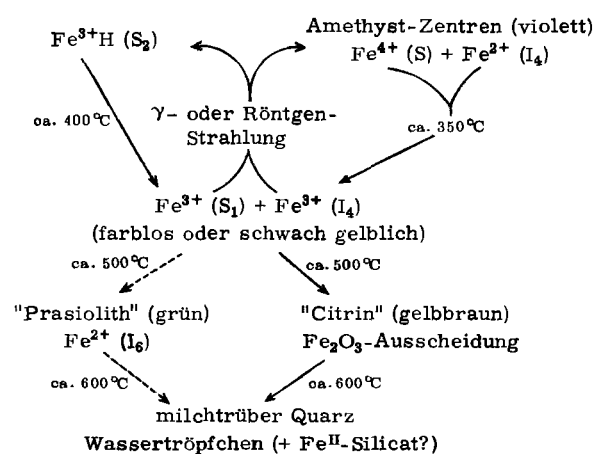 Amethyst-Zentren (violett)
Fe³⁺H (S₂)
Fe⁴⁺ (S) + Fe²⁺ (I₄)
ca. 400°C
γ- oder Röntgen-
Strahlung
ca. 350°C
Fe³⁺ (S₁) + Fe³⁺ (I₄)
(farblos oder schwach gelblich)
ca. 500°C
ca. 500°C
"Prasiolith" (grün)
Fe²⁺ (I₆)
"Citrin" (gelbbraun)
Fe₂O₃-Ausscheidung
ca. 600°C
ca. 600°C
milchtrüber Quarz
Wassertröpfchen (+ Feᴵᴵ-Silicat?)